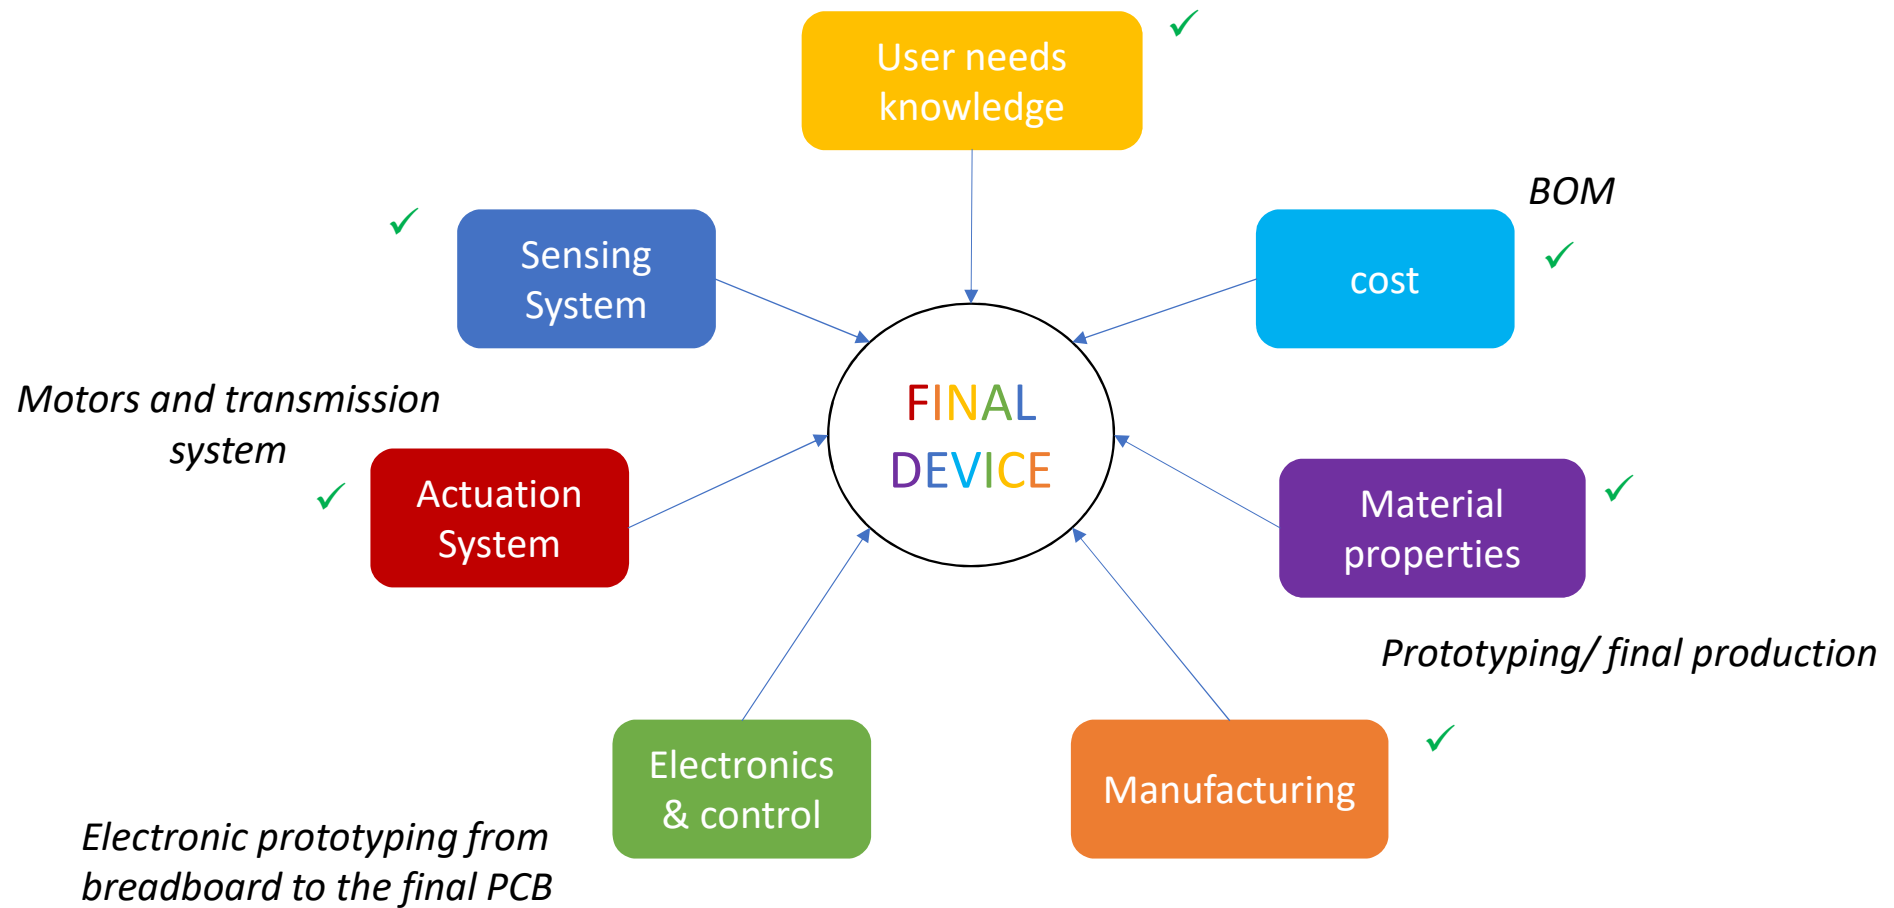 User needs
knowledge
BOM
Sensing
System
cost
Motors and transmission
system
FINAL
DEVICE
Actuation
System
Material
properties
Prototyping/ final production
Electronics
& control
Manufacturing
Electronic prototyping from
breadboard to the final PCB